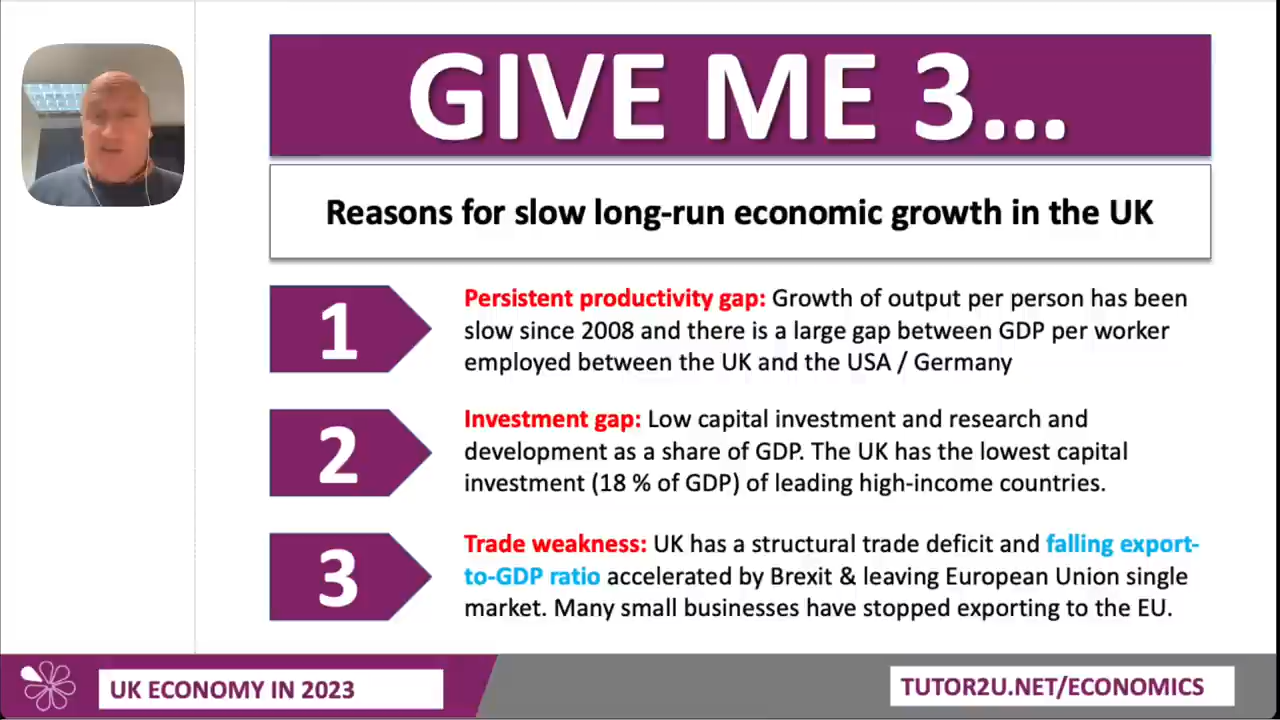 GIVE ME 3...
Reasons for slow long-run economic growth in the UK
1
Persistent productivity gap: Growth of output per person has been
slow since 2008 and there is a large gap between GDP per worker
employed between the UK and the USA / Germany
2
Investment gap: Low capital investment and research and
development as a share of GDP. The UK has the lowest capital
investment (18 % of GDP) of leading high-income countries.
3
Trade weakness: UK has a structural trade deficit and falling export-
to-GDP ratio accelerated by Brexit & leaving European Union single
market. Many small businesses have stopped exporting to the EU.
UK ECONOMY IN 2023
TUTOR2U.NET/ECONOMICS